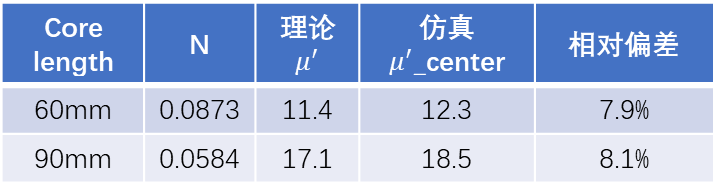 Core length N 理论 μ′ 仿真 μ′_center 相对偏差
60mm 0.0873 11.4 12.3 7.9%
90mm 0.0584 17.1 18.5 8.1%